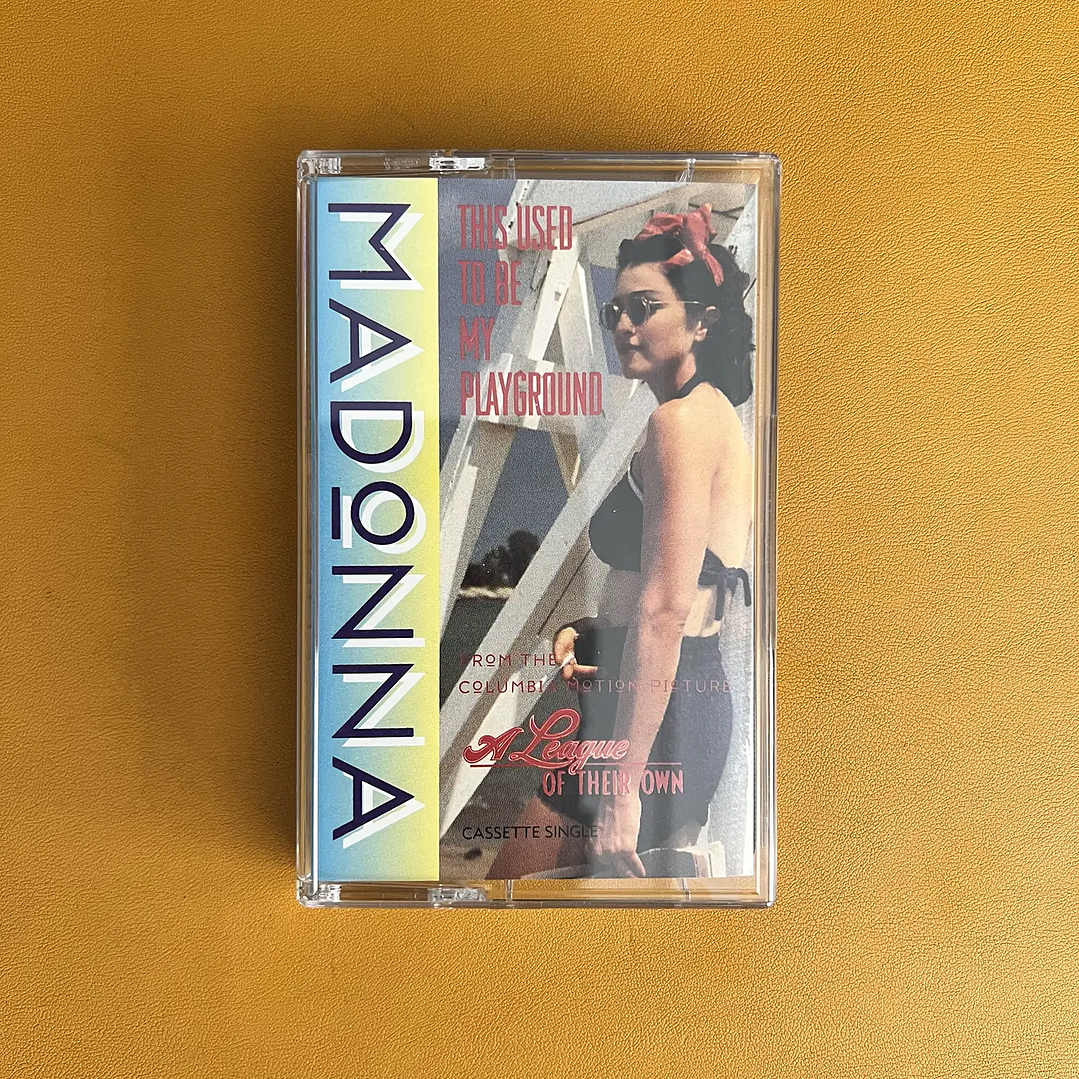 MADONNA
THIS USED
TO BE
MY
PLAYGROUND
FROM THE
COLUMBIA MOTION PICTURE
A League
OF THEIR OWN
CASSETTE SINGLE